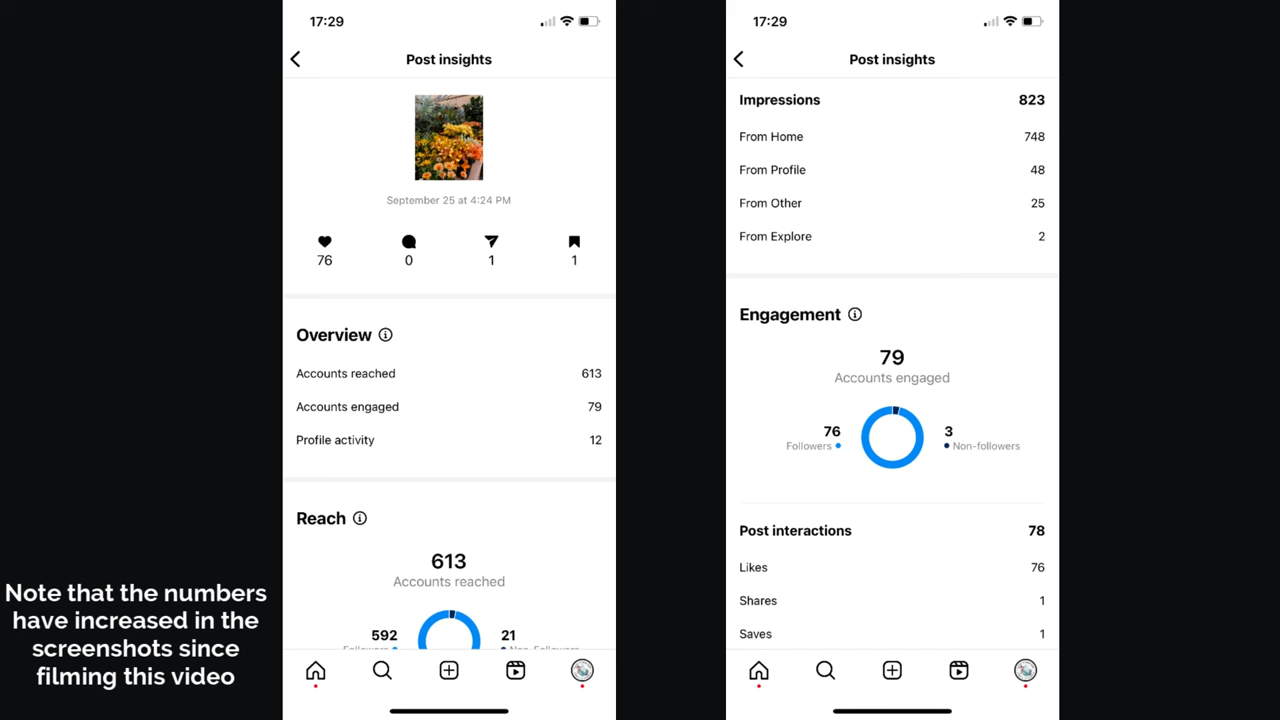 17:29
Post insights
September 25 at 4:24 PM
76 0 1 1
Overview
Accounts reached 613
Accounts engaged 79
Profile activity 12
Reach
613
Accounts reached
592 21
Followers Non-Followers
17:29
Post insights
Impressions 823
From Home 748
From Profile 48
From Other 25
From Explore 2
Engagement
79
Accounts engaged
76 3
Followers Non-followers
Post interactions 78
Likes 76
Shares 1
Saves 1
Note that the numbers
have increased in the
screenshots since
filming this video